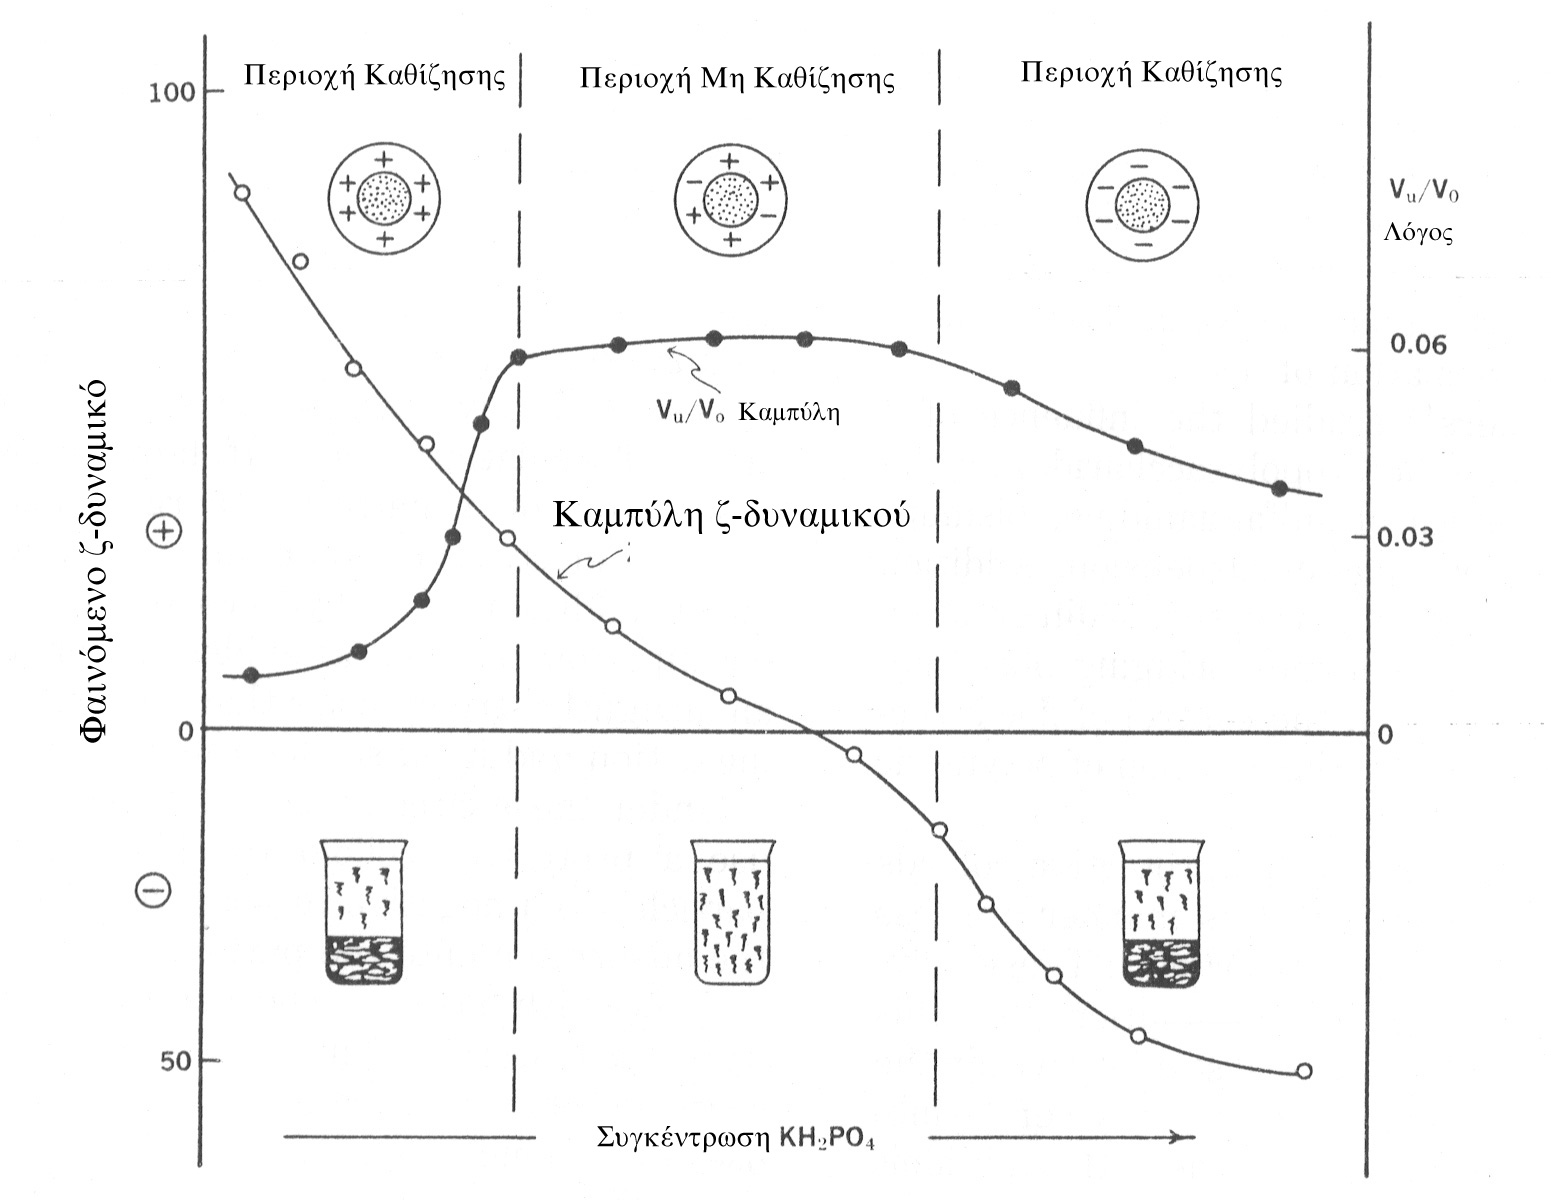 Περιοχή Καθίζησης
Περιοχή Μη Καθίζησης
Περιοχή Καθίζησης
100
Vu/Vo
Λόγος
0.06
Vu/Vo Καμπύλη
Φαινόμενο ζ-δυναμικό
Καμπύλη ζ-δυναμικού
0.03
0
0
50
Συγκέντρωση KH2PO4